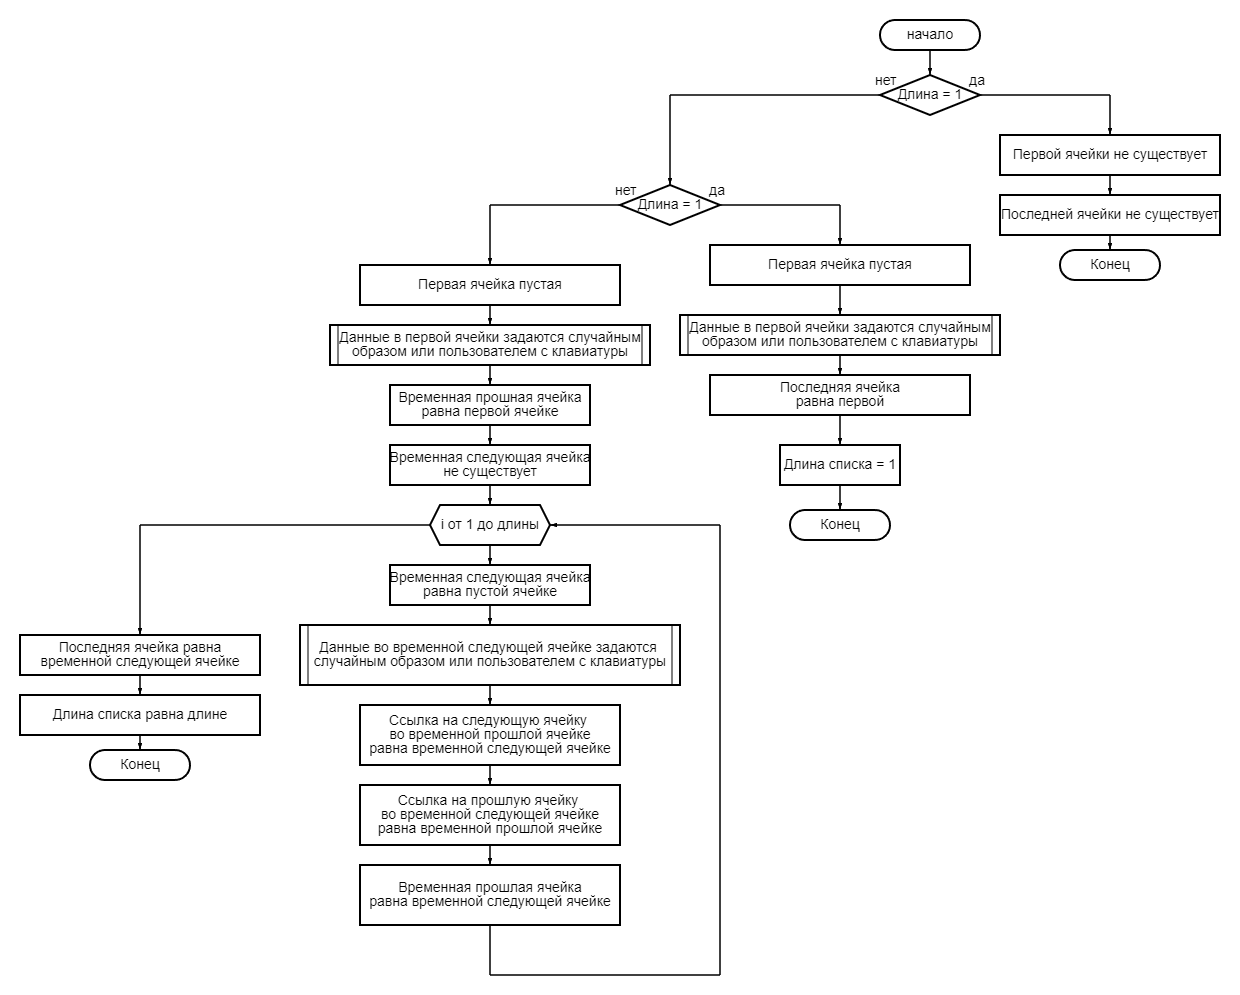 начало
нет
да
Длина = 1
Первой ячейки не существует
Последней ячейки не существует
Конец
нет
да
Длина = 1
Первая ячейка пустая
Данные в первой ячейки задаются случайным
образом или пользователем с клавиатуры
Последняя ячейка
равна первой
Длина списка = 1
Конец
Первая ячейка пустая
Данные в первой ячейки задаются случайным
образом или пользователем с клавиатуры
Временная прошная ячейка
равна первой ячейке
Временная следующая ячейка
не существует
i от 1 до длины
Временная следующая ячейка
равна пустой ячейке
Данные во временной следующей ячейке задаются
случайным образом или пользователем с клавиатуры
Ссылка на следующую ячейку
во временной прошлой ячейке
равна временной следующей ячейке
Ссылка на прошлую ячейку
во временной следующей ячейке
равна временной прошлой ячейке
Временная прошлая ячейка
равна временной следующей ячейке
Последняя ячейка равна
временной следующей ячейке
Длина списка равна длине
Конец